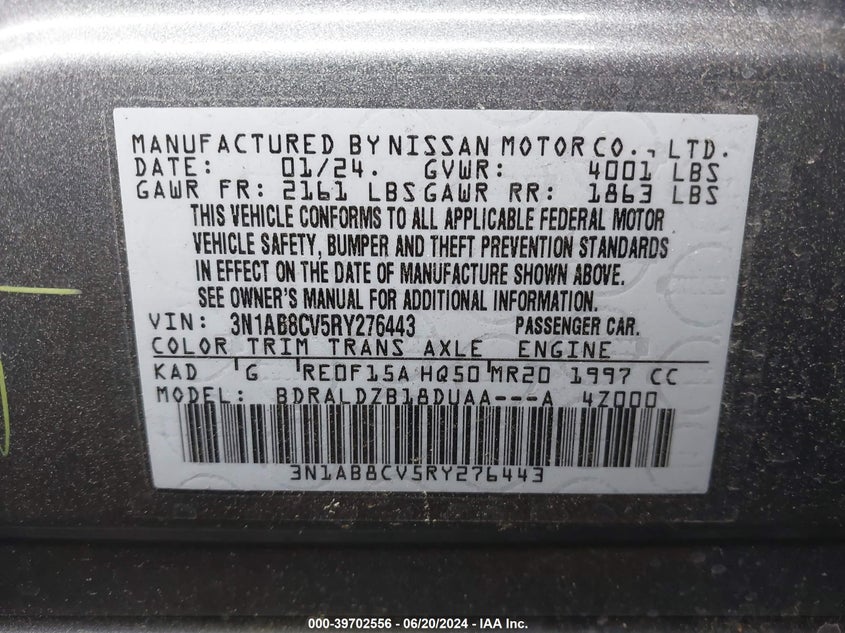 MANUFACTURED BY NISSAN MOTOR CO., LTD.
DATE: 01/24. GVWR: 4001 LBS
GAWR FR: 2161 LBS GAWR RR: 1863 LBS
THIS VEHICLE CONFORMS TO ALL APPLICABLE FEDERAL MOTOR
VEHICLE SAFETY, BUMPER AND THEFT PREVENTION STANDARDS
IN EFFECT ON THE DATE OF MANUFACTURE SHOWN ABOVE.
SEE OWNER'S MANUAL FOR ADDITIONAL INFORMATION.
VIN: 3N1AB8CV5RY276443 PASSENGER CAR.
COLOR TRIM TRANS AXLE ENGINE
KAD G RE0F15A HQ50 MR20 1997 CC
MODEL: BDRALDZB18DUAA---A 4Z000
3N1AB8CV5RY276443
000-39702556 - 06/20/2024 - IAA Inc.